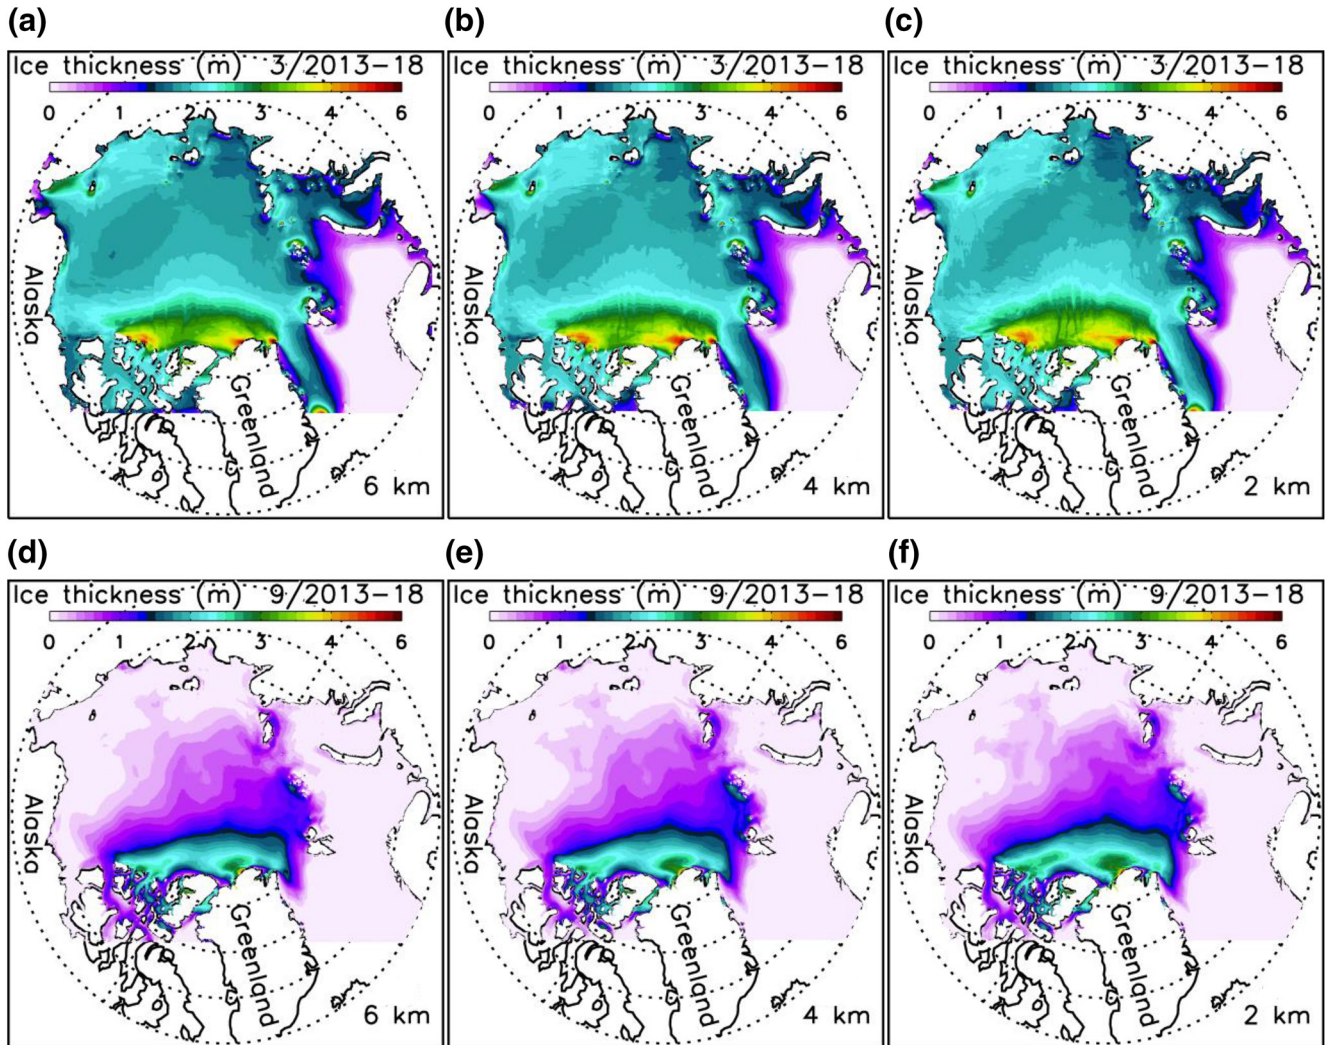 (a) (b) (c)
Ice thickness (m) 3/2013-18 Ice thickness (m) 3/2013-18 Ice thickness (m) 3/2013-18
0 1 2 3 4 6 0 1 2 3 4 6 0 1 2 3 4 6
Alaska Alaska Alaska
Greenland Greenland Greenland
6 km 4 km 2 km
(d) (e) (f)
Ice thickness (m) 9/2013-18 Ice thickness (m) 9/2013-18 Ice thickness (m) 9/2013-18
0 1 2 3 4 6 0 1 2 3 4 6 0 1 2 3 4 6
Alaska Alaska Alaska
Greenland Greenland Greenland
6 km 4 km 2 km